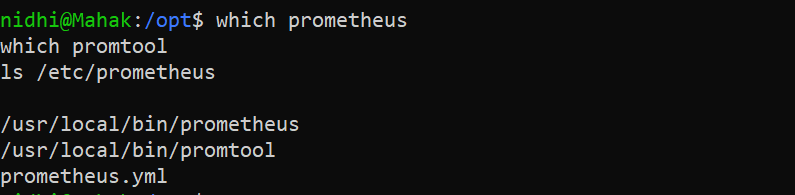 nidhi@Mahak:/opt$ which prometheus
which promtool
ls /etc/prometheus
/usr/local/bin/prometheus
/usr/local/bin/promtool
prometheus.yml